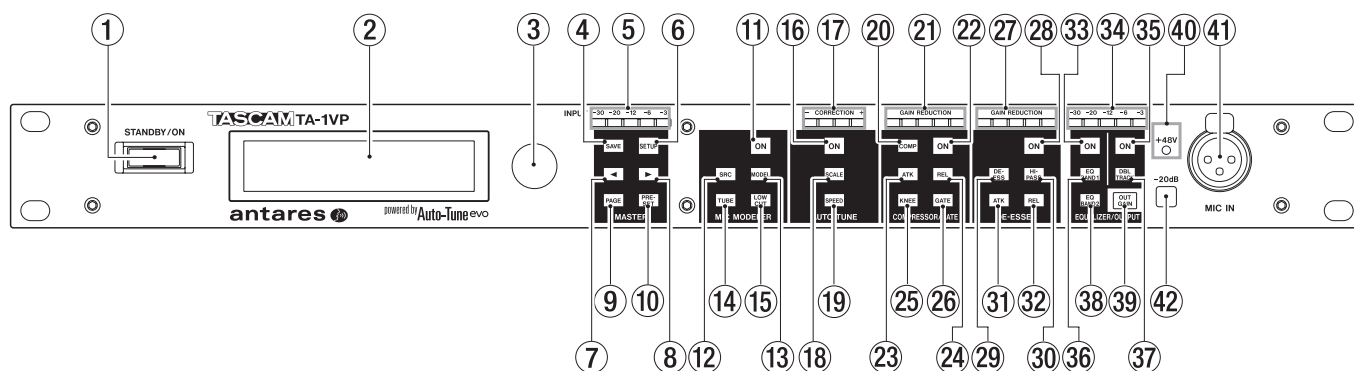 1 2 3 4 5 6 11 16 17 20 21 22 27 28 33 34 35 40 41
INPU -30 -20 -12 -6 -3 - CORRECTION + GAIN REDUCTION GAIN REDUCTION -30 -20 -12 -6 -3
TASCAM TA-1VP
STANDBY/ON
+48V
SAVE SETUP ON ON COMP ON ON ON ON
◀ ▶ SRC MODEL SCALE ATK REL DE-ESS HI-PASS EQ BAND1 DBL TRACK
-20dB
PAGE PRE-SET TUBE LOW CUT SPEED KNEE GATE ATK REL EQ BAND2 OUT GAIN
MIC IN
antares powered by Auto-Tune evo
MASTER MIC MODELER AUTO TUNE COMPRESSOR/GATE DE-ESSE EQUALIZER/OUTPUT
9 10 14 15 19 25 26 31 32 38 39 42
7 8 12 13 18 23 24 29 30 36 37